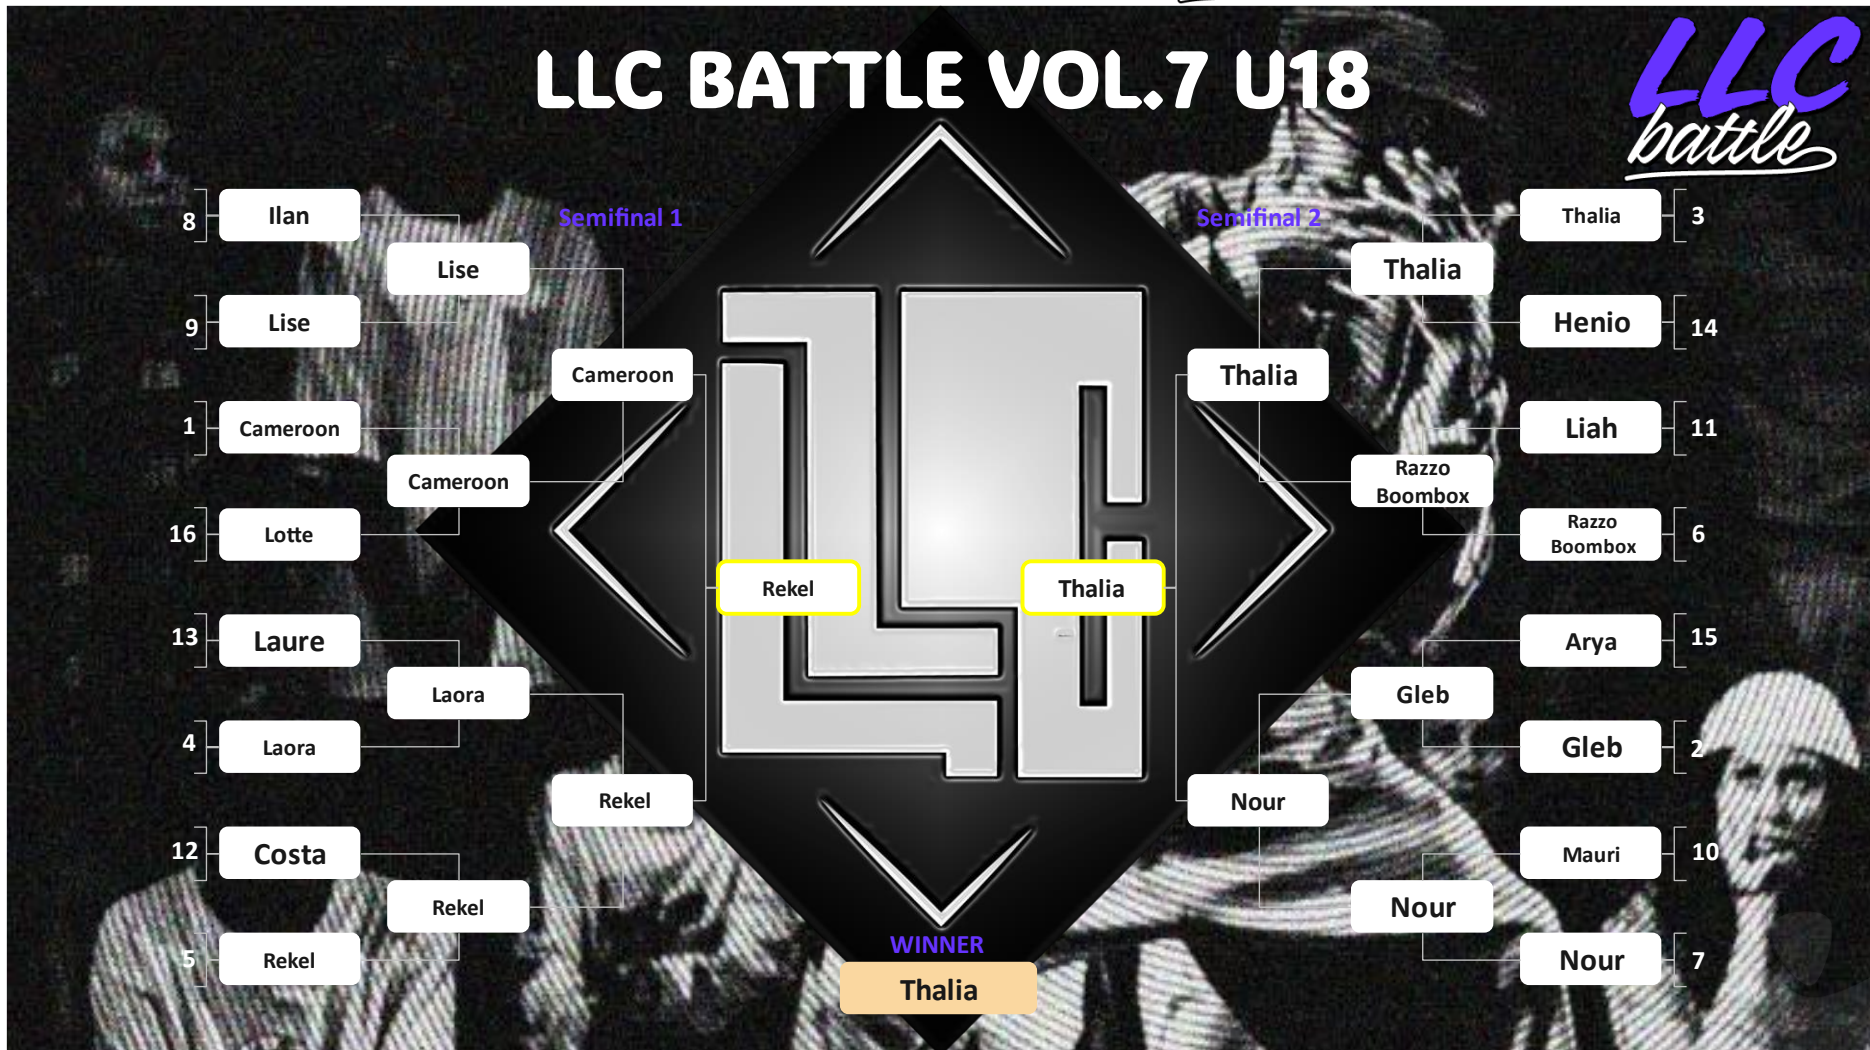 LLC BATTLE VOL.7 U18
LLC
battle
Semifinal 1
Semifinal 2
8
Ilan
Lise
9
Lise
Cameroon
1
Cameroon
Cameroon
16
Lotte
Rekel
13
Laure
Laora
4
Laora
Rekel
12
Costa
Rekel
5
Rekel
Thalia
3
Thalia
Henio
14
Thalia
Liah
11
Razzo
Boombox
Razzo
Boombox
6
Thalia
Arya
15
Gleb
Gleb
2
Nour
Mauri
10
Nour
Nour
7
WINNER
Thalia